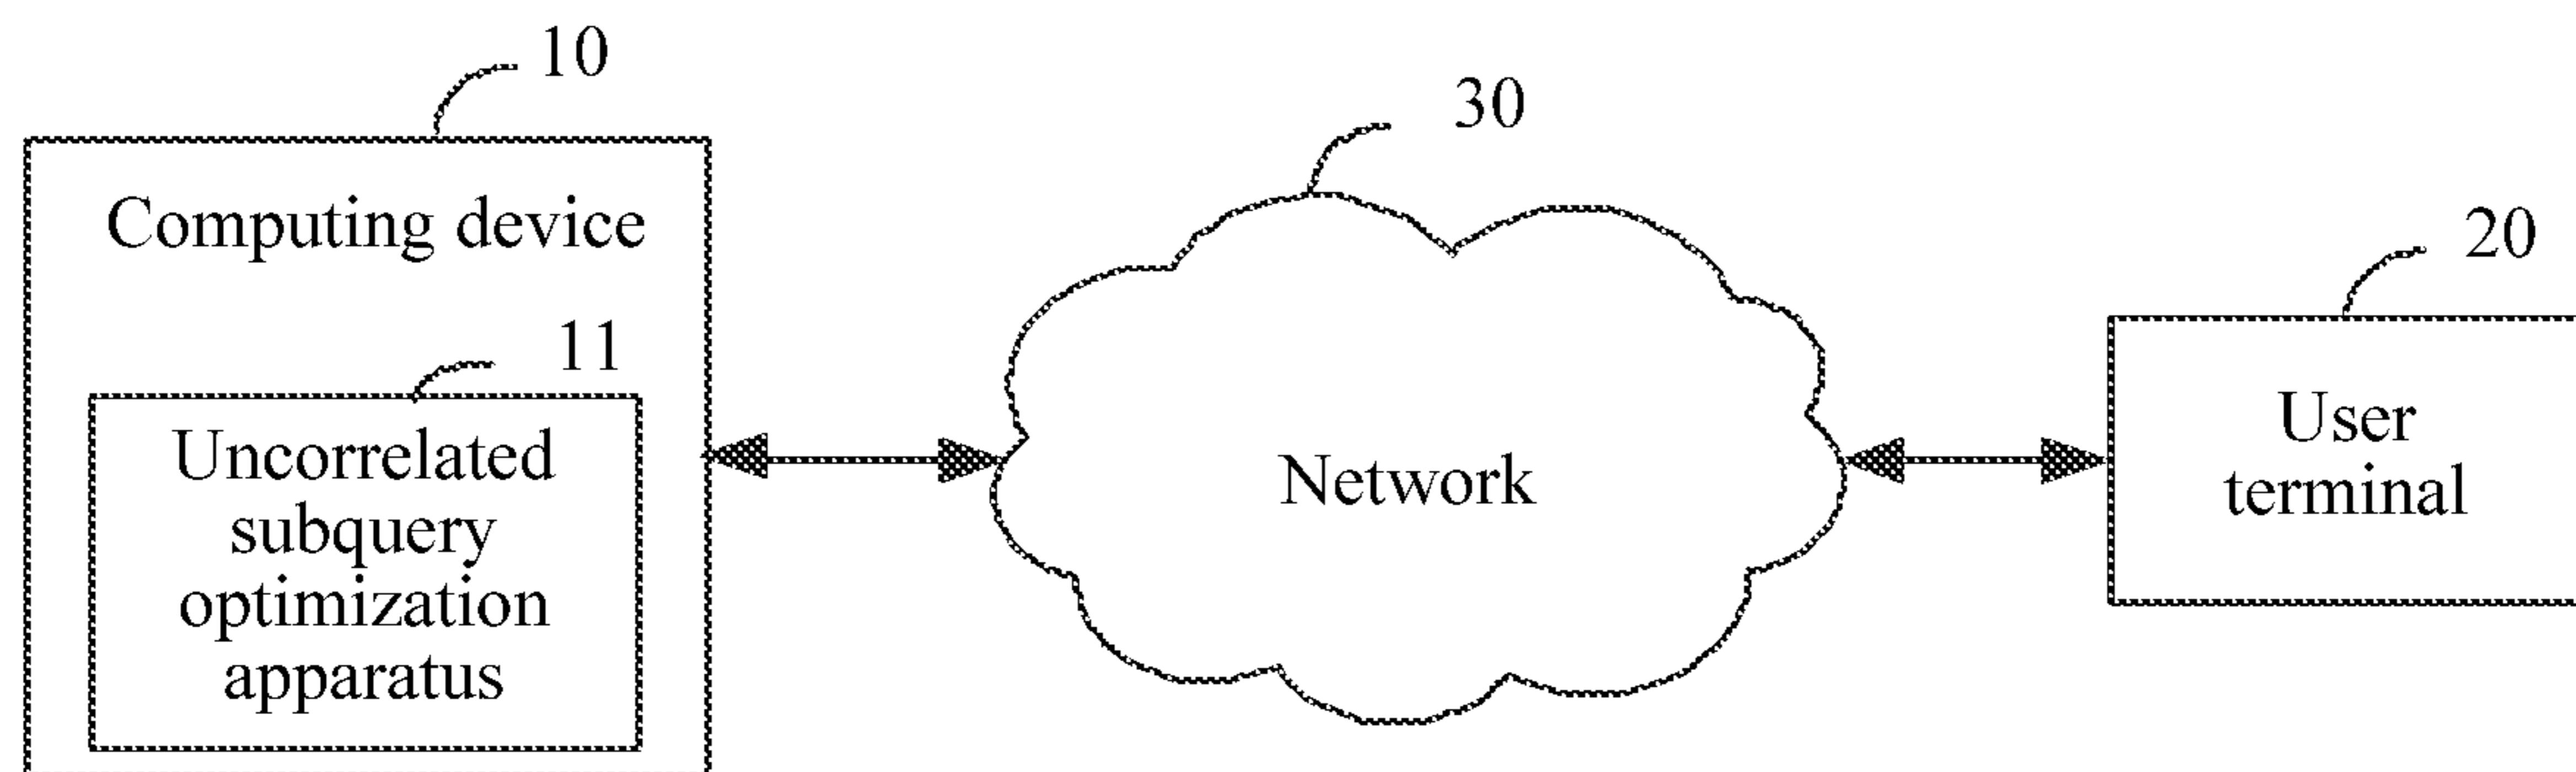 10
Computing device
11
Uncorrelated
subquery
optimization
apparatus
30
Network
20
User
terminal